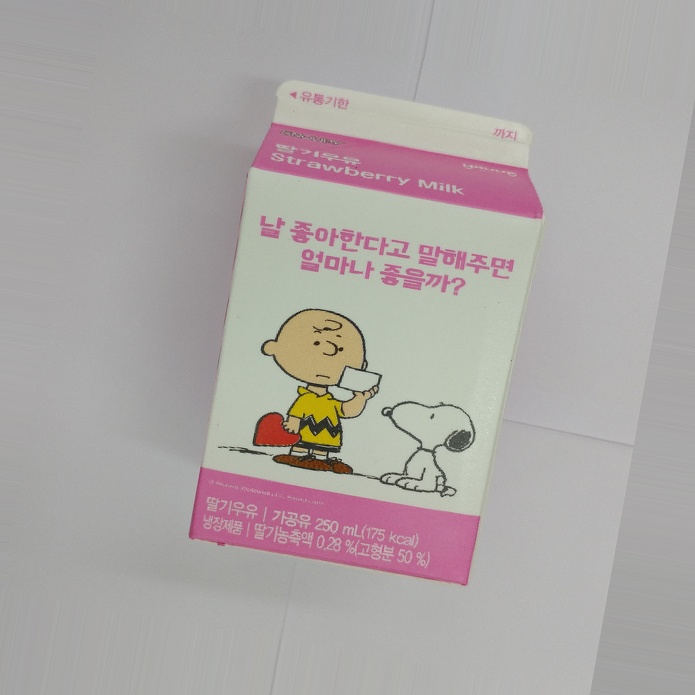 ◀유통기한
까지
딸기우유
Strawberry Milk
날 좋아한다고 말해주면
얼마나 좋을까?
딸기우유 | 가공유 250 mL(175 kcal)
냉장제품 | 딸기농축액 0.28 %(고형분 50 %)